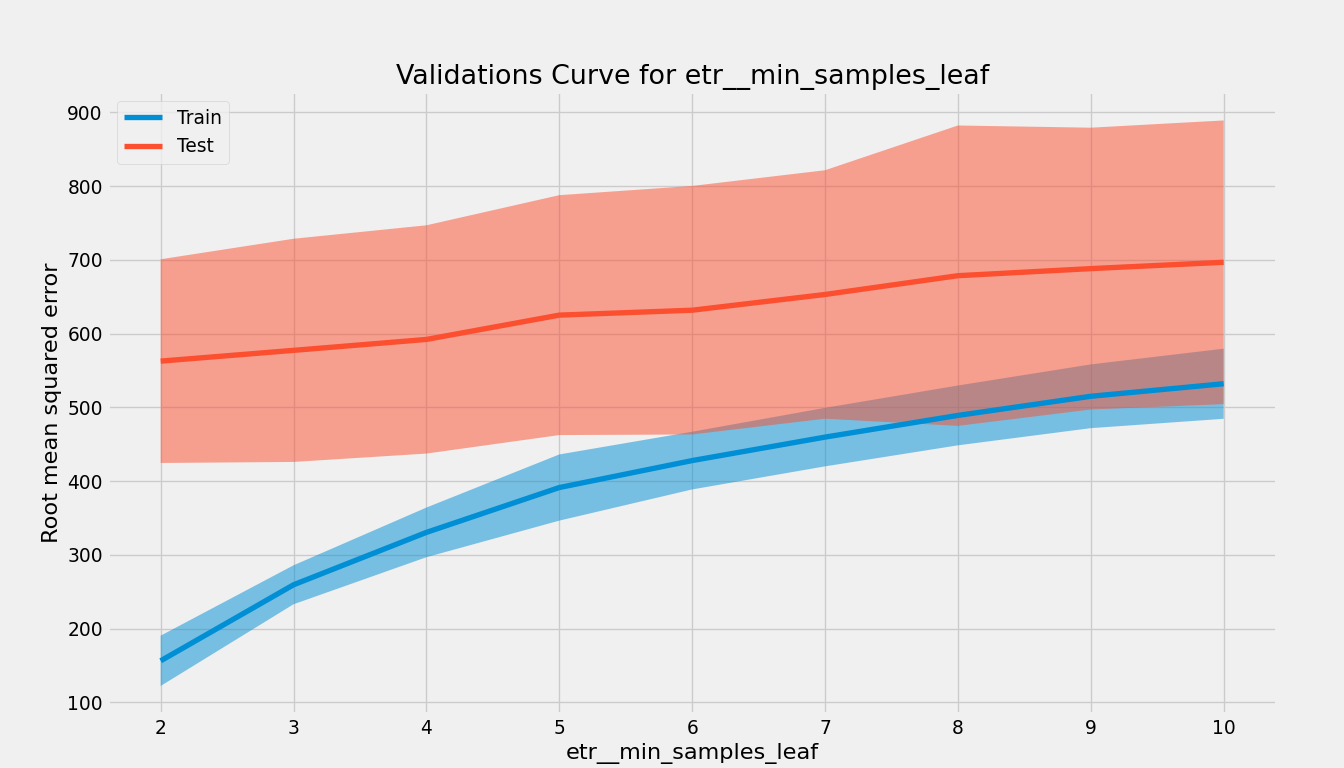 Validations Curve for etr__min_samples_leaf
Train
Test
Root mean squared error
900
800
700
600
500
400
300
200
100
2 3 4 5 6 7 8 9 10
etr__min_samples_leaf